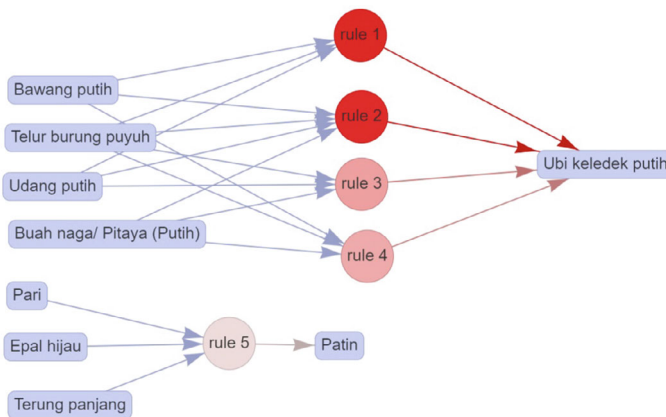 rule 1
Bawang putih
rule 2
Telur burung puyuh
Ubi keledek putih
rule 3
Udang putih
Buah naga/ Pitaya (Putih)
rule 4
Pari
rule 5
Epal hijau
Patin
Terung panjang